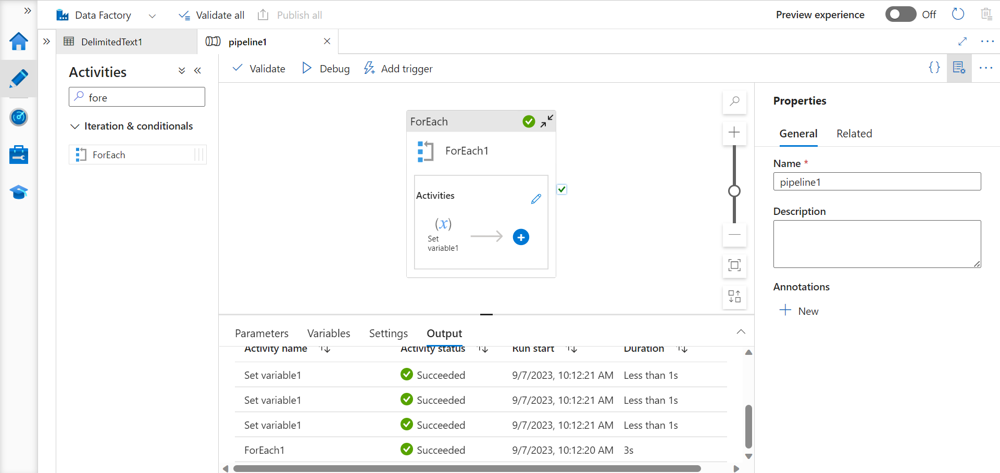 Data Factory
Validate all
Publish all
Preview experience
Off
DelimitedText1
pipeline1
Activities
fore
Iteration & conditionals
ForEach
Validate
Debug
Add trigger
{}
ForEach
ForEach1
Activities
(x)
Set
variable1
Properties
General
Related
Name *
pipeline1
Description
Annotations
New
Parameters
Variables
Settings
Output
Activity name
Activity status
Run start
Duration
Set variable1 Succeeded 9/7/2023, 10:12:21 AM Less than 1s
Set variable1 Succeeded 9/7/2023, 10:12:21 AM Less than 1s
Set variable1 Succeeded 9/7/2023, 10:12:21 AM Less than 1s
ForEach1 Succeeded 9/7/2023, 10:12:20 AM 3s